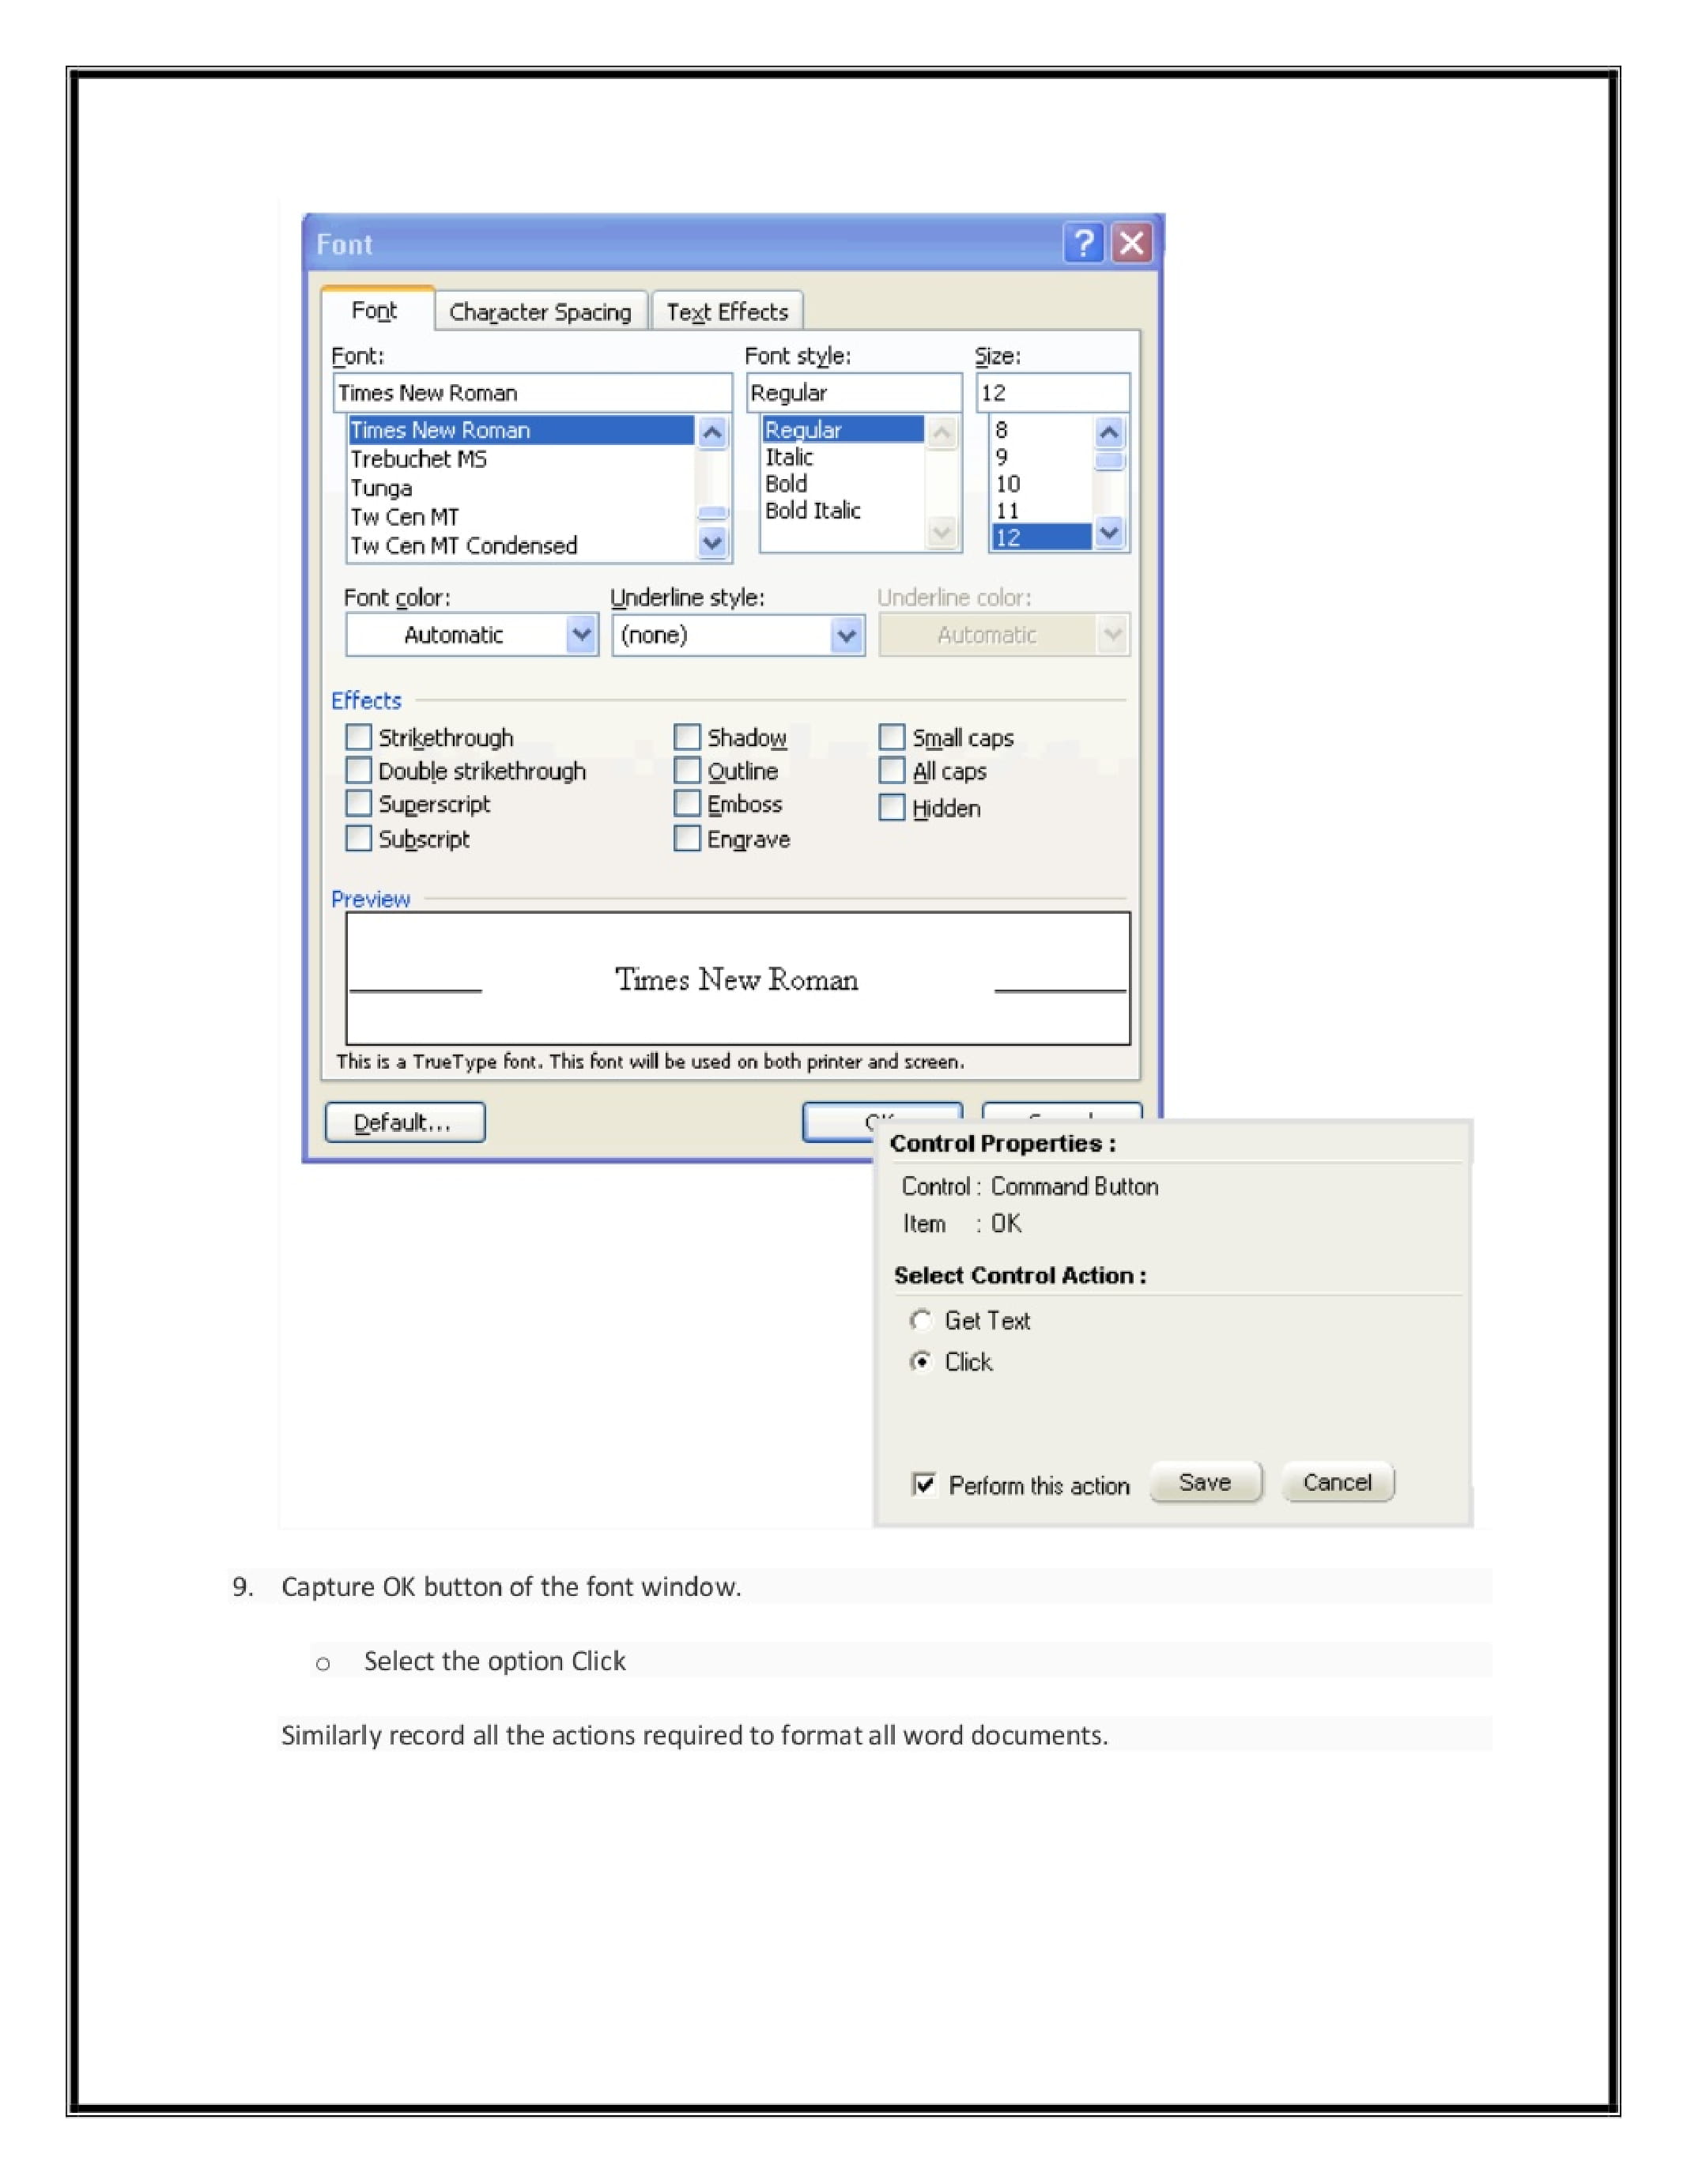 Font
Font Character Spacing Text Effects
Font: Font style: Size:
Times New Roman Regular 12
Times New Roman Regular 8
Trebuchet MS Italic 9
Tunga Bold 10
Tw Cen MT Bold Italic 11
Tw Cen MT Condensed 12
Font color: Underline style: Underline color:
Automatic (none) Automatic
Effects
Strikethrough Shadow Small caps
Double strikethrough Outline All caps
Superscript Emboss Hidden
Subscript Engrave
Preview
Times New Roman
This is a TrueType font. This font will be used on both printer and screen.
Default...
Control Properties :
Control : Command Button
Item : OK
Select Control Action :
Get Text
Click
Perform this action Save Cancel
9. Capture OK button of the font window.
o Select the option Click
Similarly record all the actions required to format all word documents.